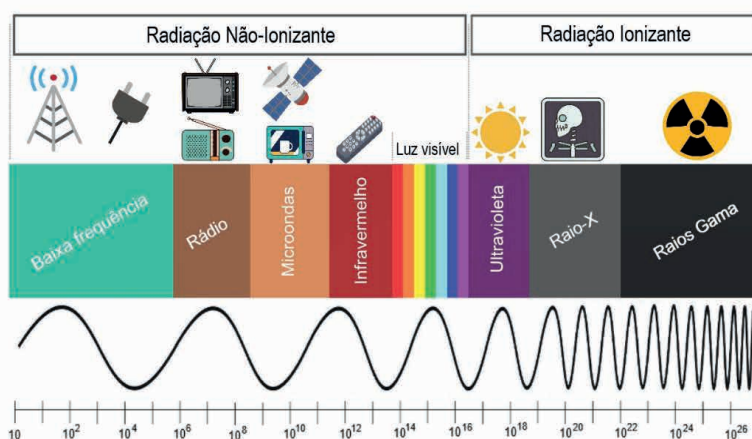 Radiação Não-Ionizante
Radiação Ionizante
Luz visível
Baixa frequência
Rádio
Microondas
Infravermelho
Ultravioleta
Raio-X
Raios Gama
10 10² 10⁴ 10⁶ 10⁸ 10¹⁰ 10¹² 10¹⁴ 10¹⁶ 10¹⁸ 10²⁰ 10²² 10²⁴ 10²⁶